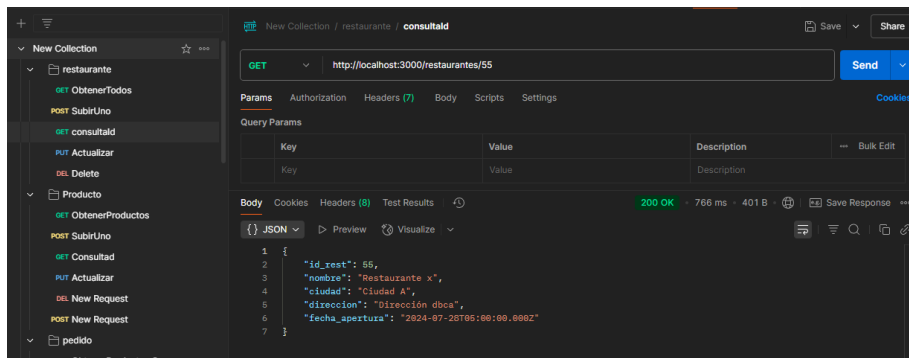 New Collection
restaurante
GET ObtenerTodos
POST SubirUno
GET consultaId
PUT Actualizar
DEL Delete
Producto
GET ObtenerProductos
POST SubirUno
GET Consultad
PUT Actualizar
DEL New Request
POST New Request
pedido
HTTP New Collection / restaurante / consultaId
Save Share
GET http://localhost:3000/restaurantes/55 Send
Params Authorization Headers (7) Body Scripts Settings Cookies
Query Params
Key Value Description Bulk Edit
Key Value Description
Body Cookies Headers (8) Test Results 200 OK 766 ms 401 B Save Response
{} JSON Preview Visualize
1 {
2 "id_rest": 55,
3 "nombre": "Restaurante x",
4 "ciudad": "Ciudad A",
5 "direccion": "Dirección dbca",
6 "fecha_apertura": "2024-07-28T05:00:00.000Z"
7 }